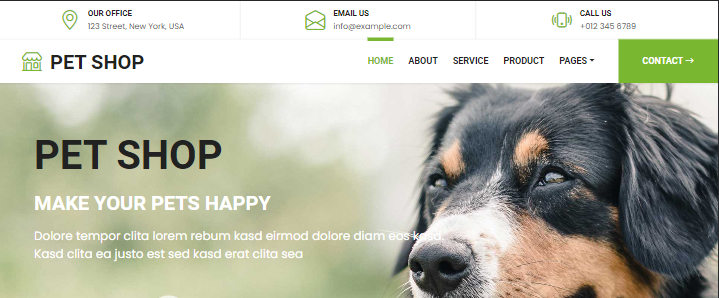 OUR OFFICE
123 Street, New York, USA
EMAIL US
info@example.com
CALL US
+012 345 6789
PET SHOP
HOME ABOUT SERVICE PRODUCT PAGES CONTACT →
PET SHOP
MAKE YOUR PETS HAPPY
Dolore tempor clita lorem rebum kasd eirmod dolore diam eos kasd.
Kasd clita ea justo est sed kasd erat clita sea